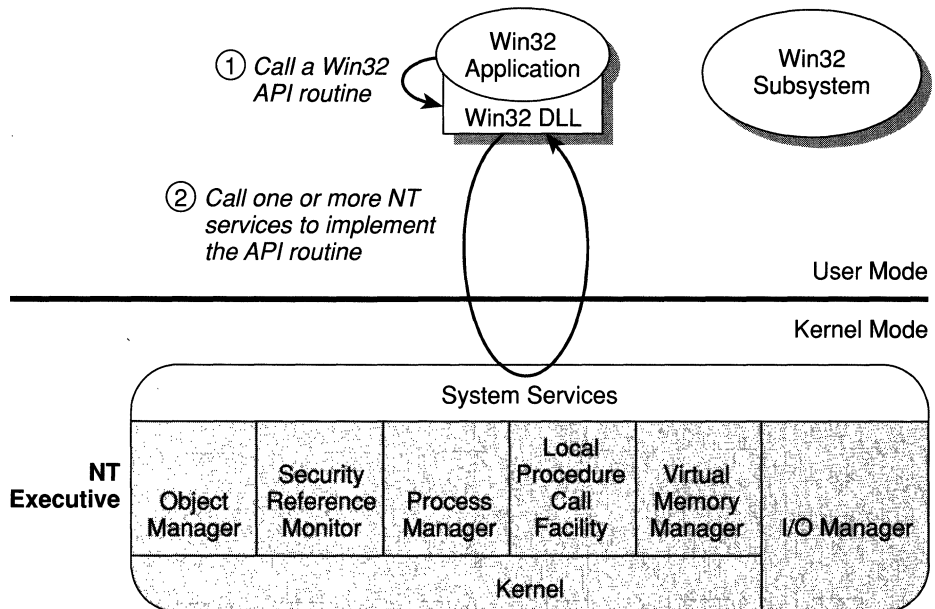 ① Call a Win32
API routine
Win32
Application
Win32 DLL
Win32
Subsystem
② Call one or more NT
services to implement
the API routine
User Mode
Kernel Mode
System Services
NT
Executive
Object
Manager
Security
Reference
Monitor
Process
Manager
Local
Procedure
Call
Facility
Virtual
Memory
Manager
I/O Manager
Kernel